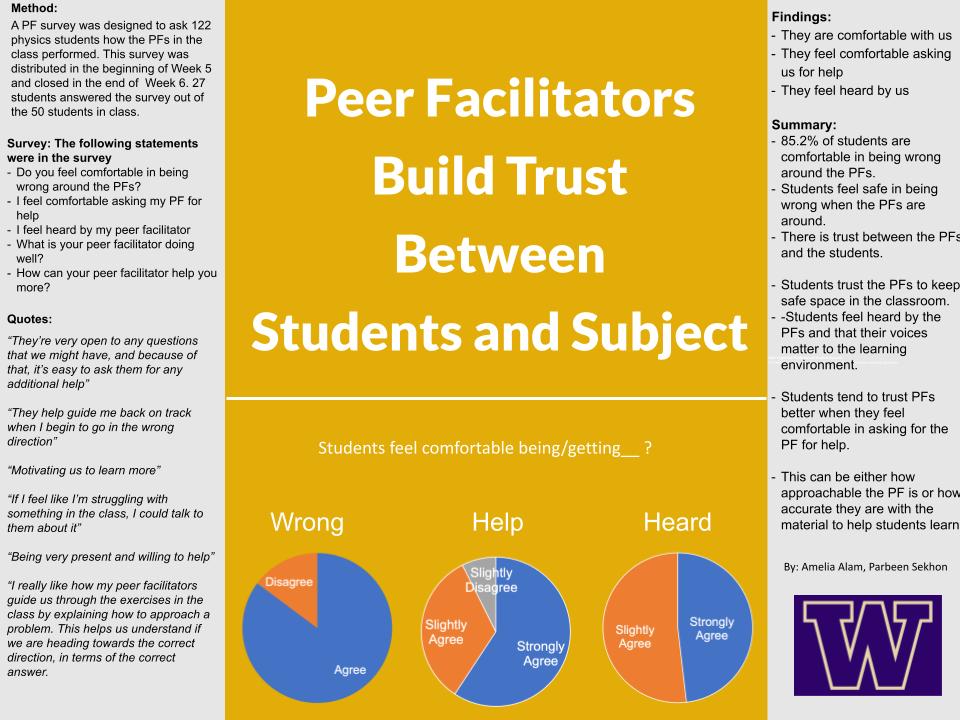 Method:
A PF survey was designed to ask 122
physics students how the PFs in the
class performed. This survey was
distributed in the beginning of Week 5
and closed in the end of  Week 6. 27
students answered the survey out of
the 50 students in class.
Survey: The following statements
were in the survey
- Do you feel comfortable in being
wrong around the PFs?
- I feel comfortable asking my PF for
help
- I feel heard by my peer facilitator
- What is your peer facilitator doing
well?
- How can your peer facilitator help you
more?
Quotes:
“They’re very open to any questions
that we might have, and because of
that, it’s easy to ask them for any
additional help”
“They help guide me back on track
when I begin to go in the wrong
direction”
“Motivating us to learn more”
“If I feel like I’m struggling with
something in the class, I could talk to
them about it”
“Being very present and willing to help”
“I really like how my peer facilitators
guide us through the exercises in the
class by explaining how to approach a
problem. This helps us understand if
we are heading towards the correct
direction, in terms of the correct
answer.
Peer Facilitators
Build Trust
Between
Students and Subject
Students feel comfortable being/getting__ ?
Wrong
Disagree
Agree
Help
Slightly
Disagree
Slightly
Agree
Strongly
Agree
Heard
Slightly
Agree
Strongly
Agree
Findings:
- They are comfortable with us
- They feel comfortable asking
us for help
- They feel heard by us
Summary:
- 85.2% of students are
comfortable in being wrong
around the PFs.
- Students feel safe in being
wrong when the PFs are
around.
- There is trust between the PFs
and the students.
- Students trust the PFs to keep
safe space in the classroom.
- -Students feel heard by the
PFs and that their voices
matter to the learning
environment.
- Students tend to trust PFs
better when they feel
comfortable in asking for the
PF for help.
- This can be either how
approachable the PF is or how
accurate they are with the
material to help students learn
By: Amelia Alam, Parbeen Sekhon
W